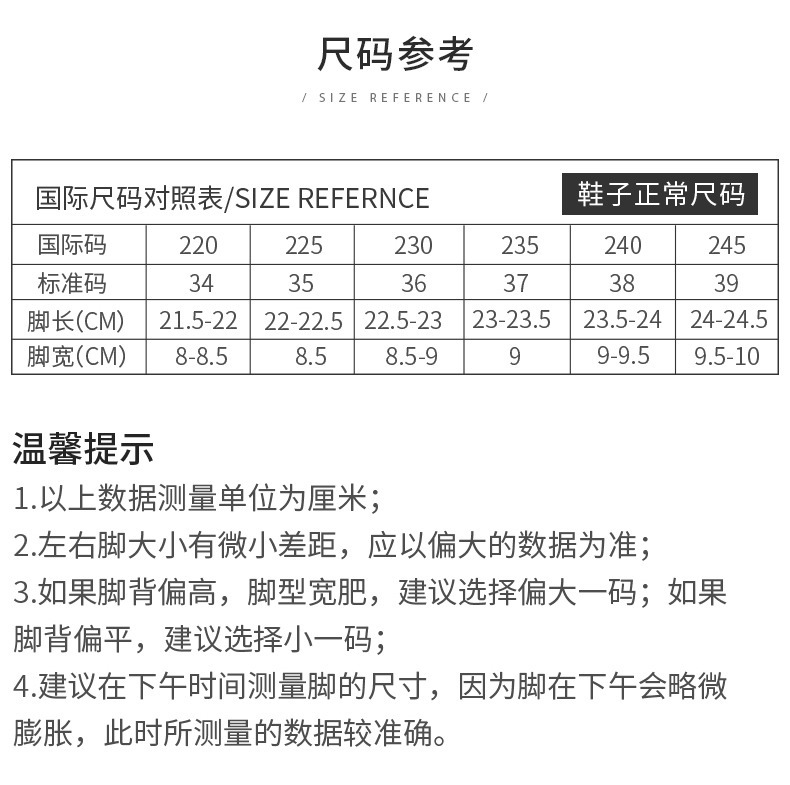 尺码参考
/ SIZE REFERENCE /
国际尺码对照表/SIZE REFERNCE 鞋子正常尺码
国际码 220 225 230 235 240 245
标准码 34 35 36 37 38 39
脚长(CM) 21.5-22 22-22.5 22.5-23 23-23.5 23.5-24 24-24.5
脚宽(CM) 8-8.5 8.5 8.5-9 9 9-9.5 9.5-10
温馨提示
1.以上数据测量单位为厘米；
2.左右脚大小有微小差距，应以偏大的数据为准；
3.如果脚背偏高，脚型宽肥，建议选择偏大一码；如果
脚背偏平，建议选择小一码；
4.建议在下午时间测量脚的尺寸，因为脚在下午会略微
膨胀，此时所测量的数据较准确。